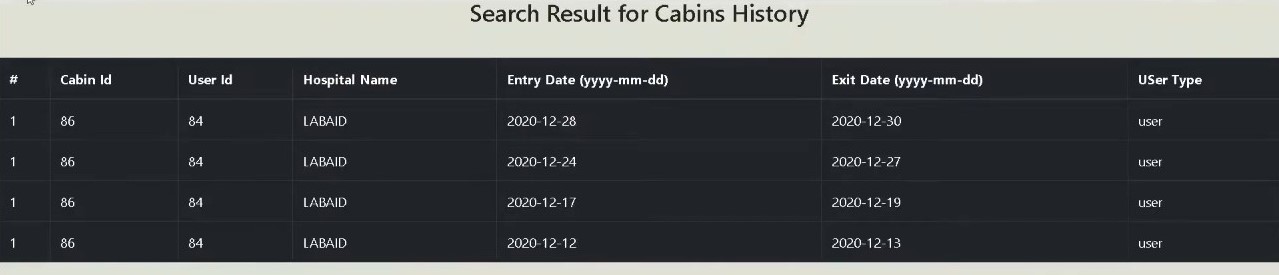 Search Result for Cabins History
# Cabin Id User Id Hospital Name Entry Date (yyyy-mm-dd) Exit Date (yyyy-mm-dd) USer Type
1 86 84 LABAID 2020-12-28 2020-12-30 user
1 86 84 LABAID 2020-12-24 2020-12-27 user
1 86 84 LABAID 2020-12-17 2020-12-19 user
1 86 84 LABAID 2020-12-12 2020-12-13 user